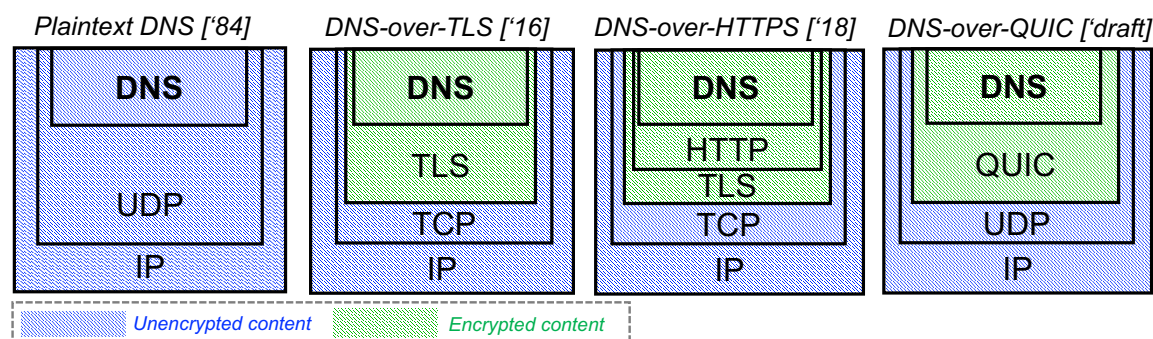 Plaintext DNS [‘84]
DNS
UDP
IP
DNS-over-TLS [‘16]
DNS
TLS
TCP
IP
DNS-over-HTTPS [‘18]
DNS
HTTP
TLS
TCP
IP
DNS-over-QUIC [‘draft]
DNS
QUIC
UDP
IP
Unencrypted content
Encrypted content